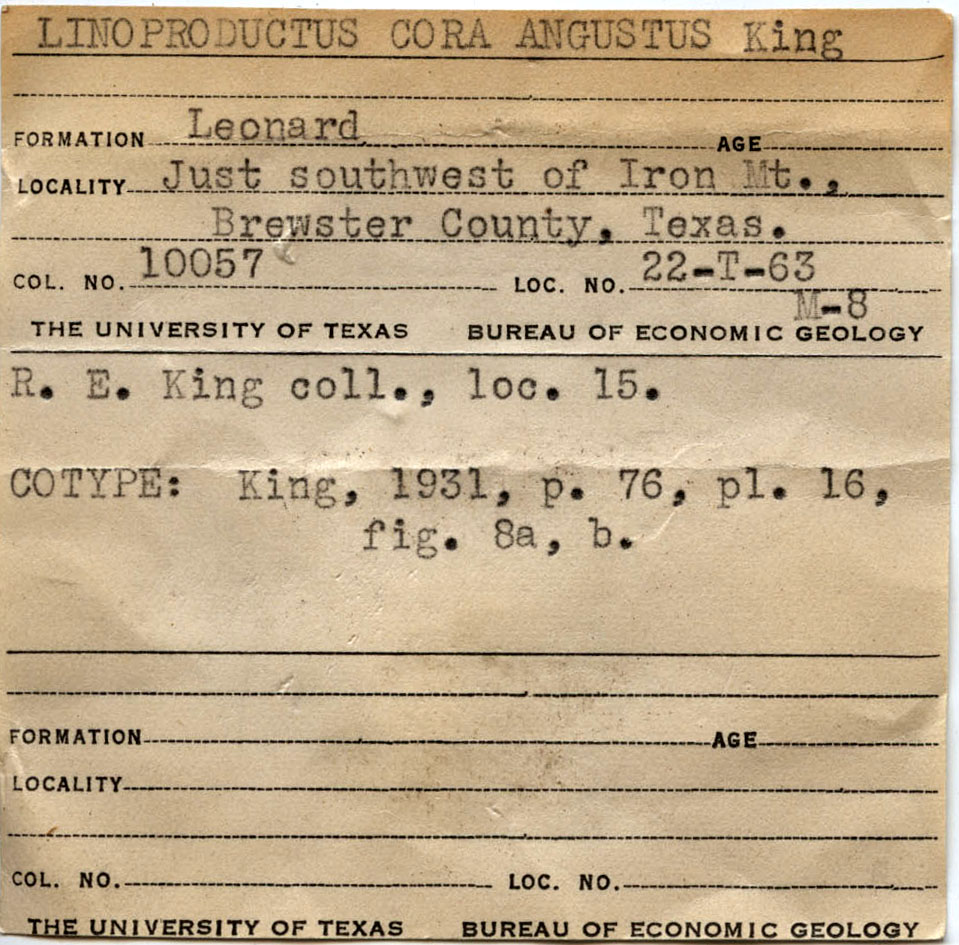 LINOPRODUCTUS CORA ANGUSTUS King
FORMATION Leonard AGE
LOCALITY Just southwest of Iron Mt.,
Brewster County, Texas.
COL. NO. 10057 LOC. NO. 22-T-63
M-8
THE UNIVERSITY OF TEXAS BUREAU OF ECONOMIC GEOLOGY
R. E. King coll., loc. 15.
COTYPE: King, 1931, p. 76, pl. 16,
fig. 8a, b.
FORMATION AGE
LOCALITY
COL. NO. LOC. NO.
THE UNIVERSITY OF TEXAS BUREAU OF ECONOMIC GEOLOGY